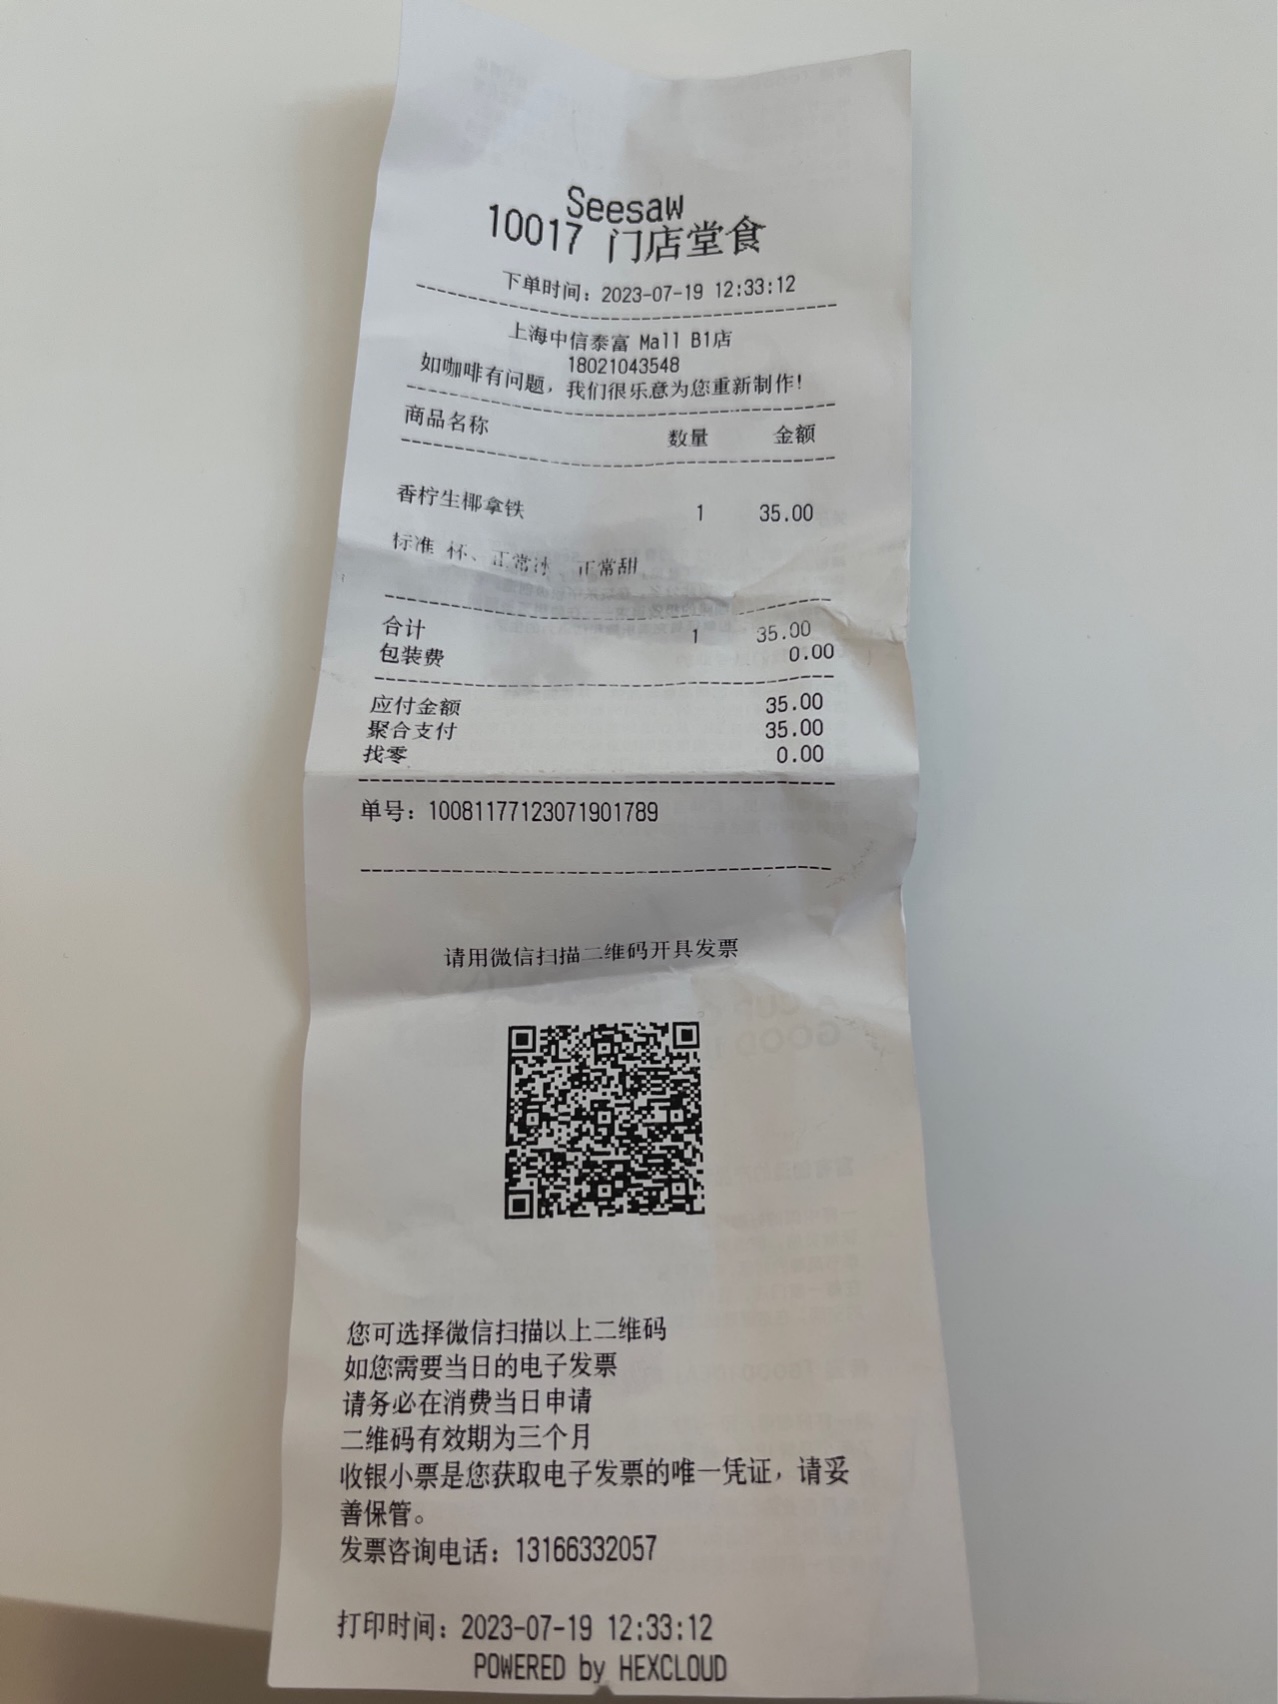 Seesaw
10017 门店堂食
下单时间：2023-07-19 12:33:12
上海中信泰富 Mall B1店
18021043548
如咖啡有问题，我们很乐意为您重新制作！
商品名称 数量 金额
香柠生椰拿铁 1 35.00
标准 杯、正常冰 正常甜
合计 1 35.00
包装费 0.00
应付金额 35.00
聚合支付 35.00
找零 0.00
单号：10081177123071901789
请用微信扫描二维码开具发票
您可选择微信扫描以上二维码
如您需要当日的电子发票
请务必在消费当日申请
二维码有效期为三个月
收银小票是您获取电子发票的唯一凭证，请妥
善保管。
发票咨询电话：13166332057
打印时间：2023-07-19 12:33:12
POWERED by HEXCLOUD